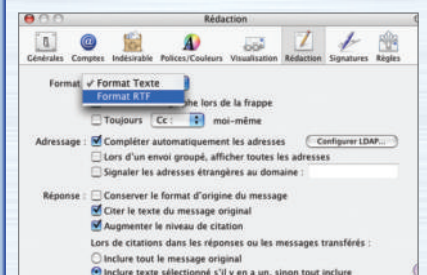 Rédaction
Générales Comptes Indésirable Polices/Couleurs Visualisation Rédaction Signatures Règles
Format
✓ Format Texte
Format RTF
he lors de la frappe
Toujours Cc : moi-même
Adressage : Compléter automatiquement les adresses Configurer LDAP...
Lors d'un envoi groupé, afficher toutes les adresses
Signaler les adresses étrangères au domaine :
Réponse : Conserver le format d'origine du message
Citer le texte du message original
Augmenter le niveau de citation
Lors de citations dans les réponses ou les messages transférés :
Inclure tout le message original
Inclure texte sélectionné s'il y en a un, sinon tout inclure